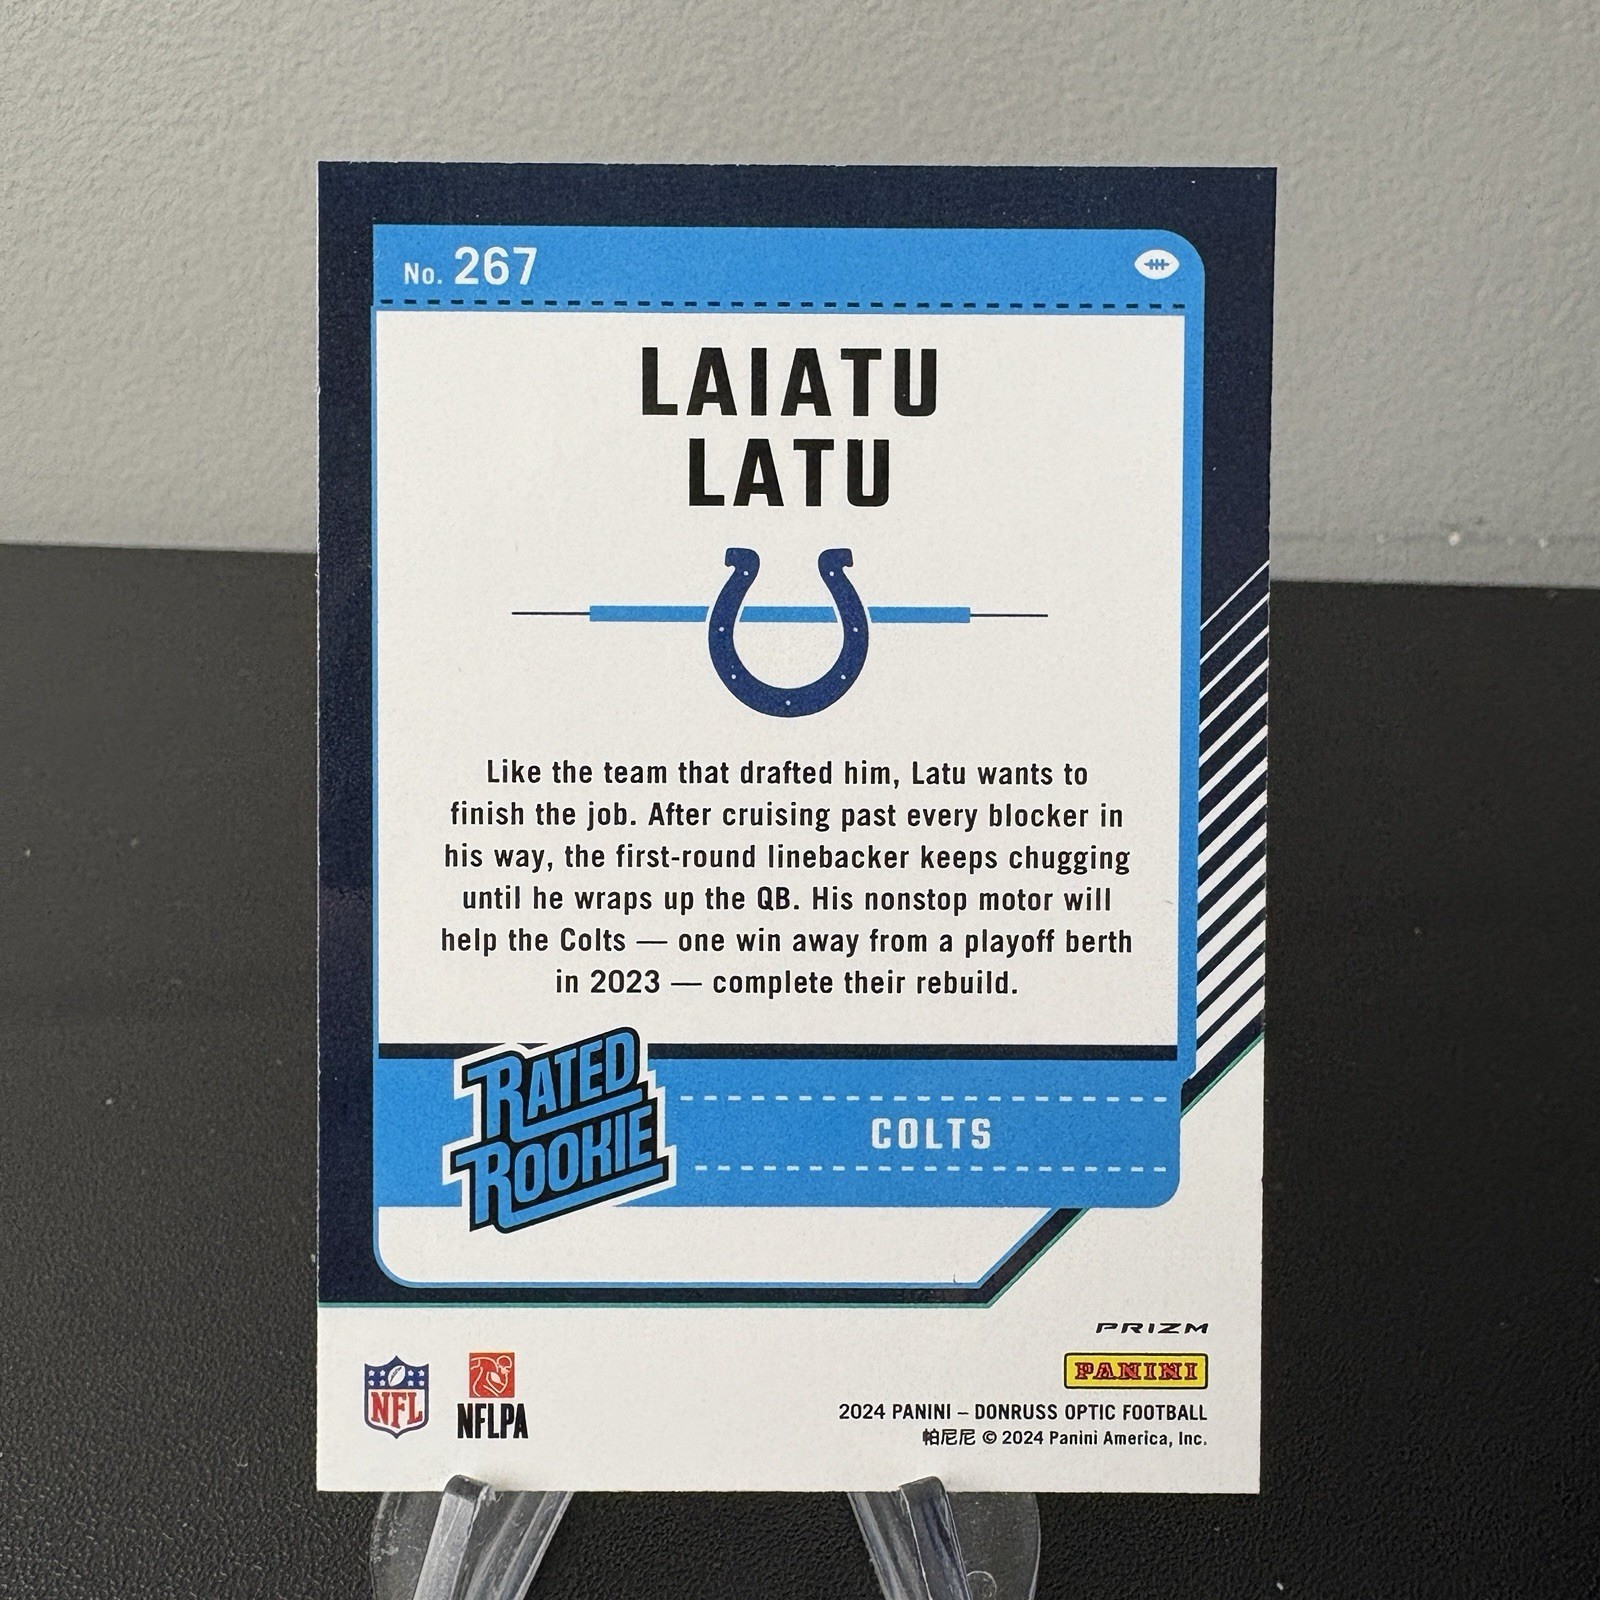 No. 267
LAIATU
LATU
Like the team that drafted him, Latu wants to
finish the job. After cruising past every blocker in
his way, the first-round linebacker keeps chugging
until he wraps up the QB. His nonstop motor will
help the Colts — one win away from a playoff berth
in 2023 — complete their rebuild.
RATED
ROOKIE
COLTS
PRIZM
PANINI
NFL
NFLPA
2024 PANINI – DONRUSS OPTIC FOOTBALL
帕尼尼 © 2024 Panini America, Inc.